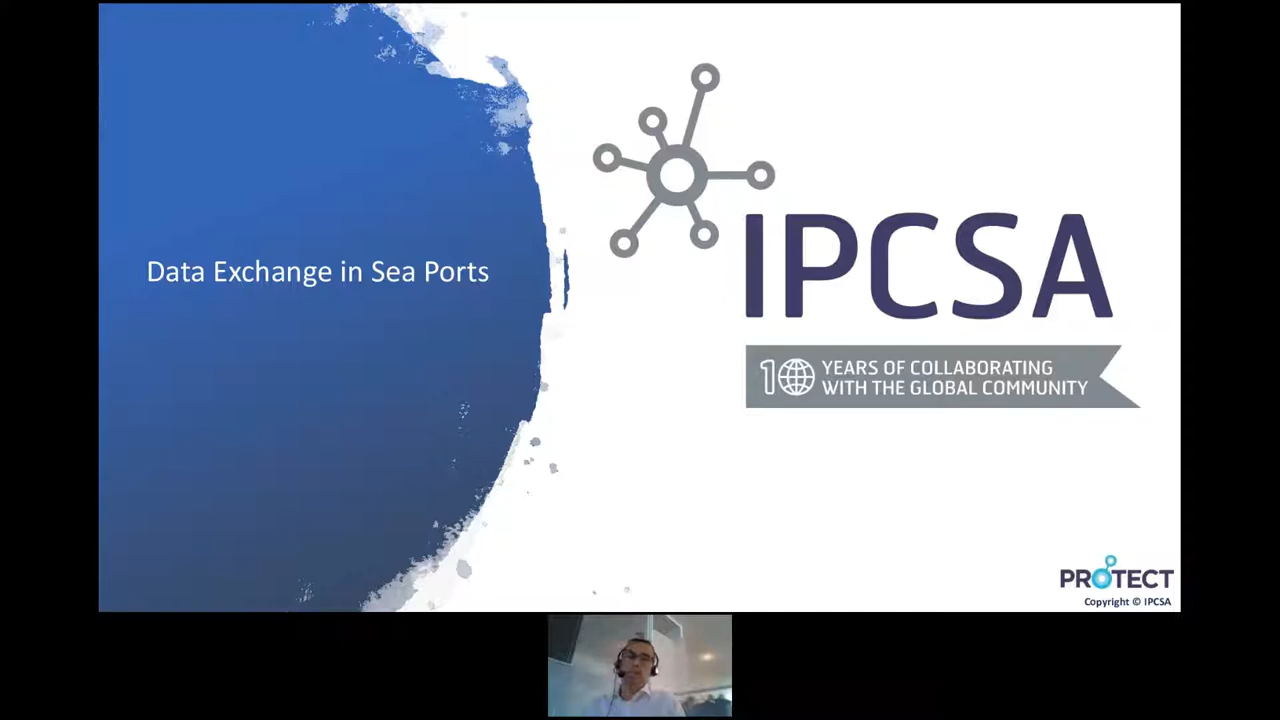 Data Exchange in Sea Ports
IPCSA
10 YEARS OF COLLABORATING
WITH THE GLOBAL COMMUNITY
PROTECT
Copyright © IPCSA